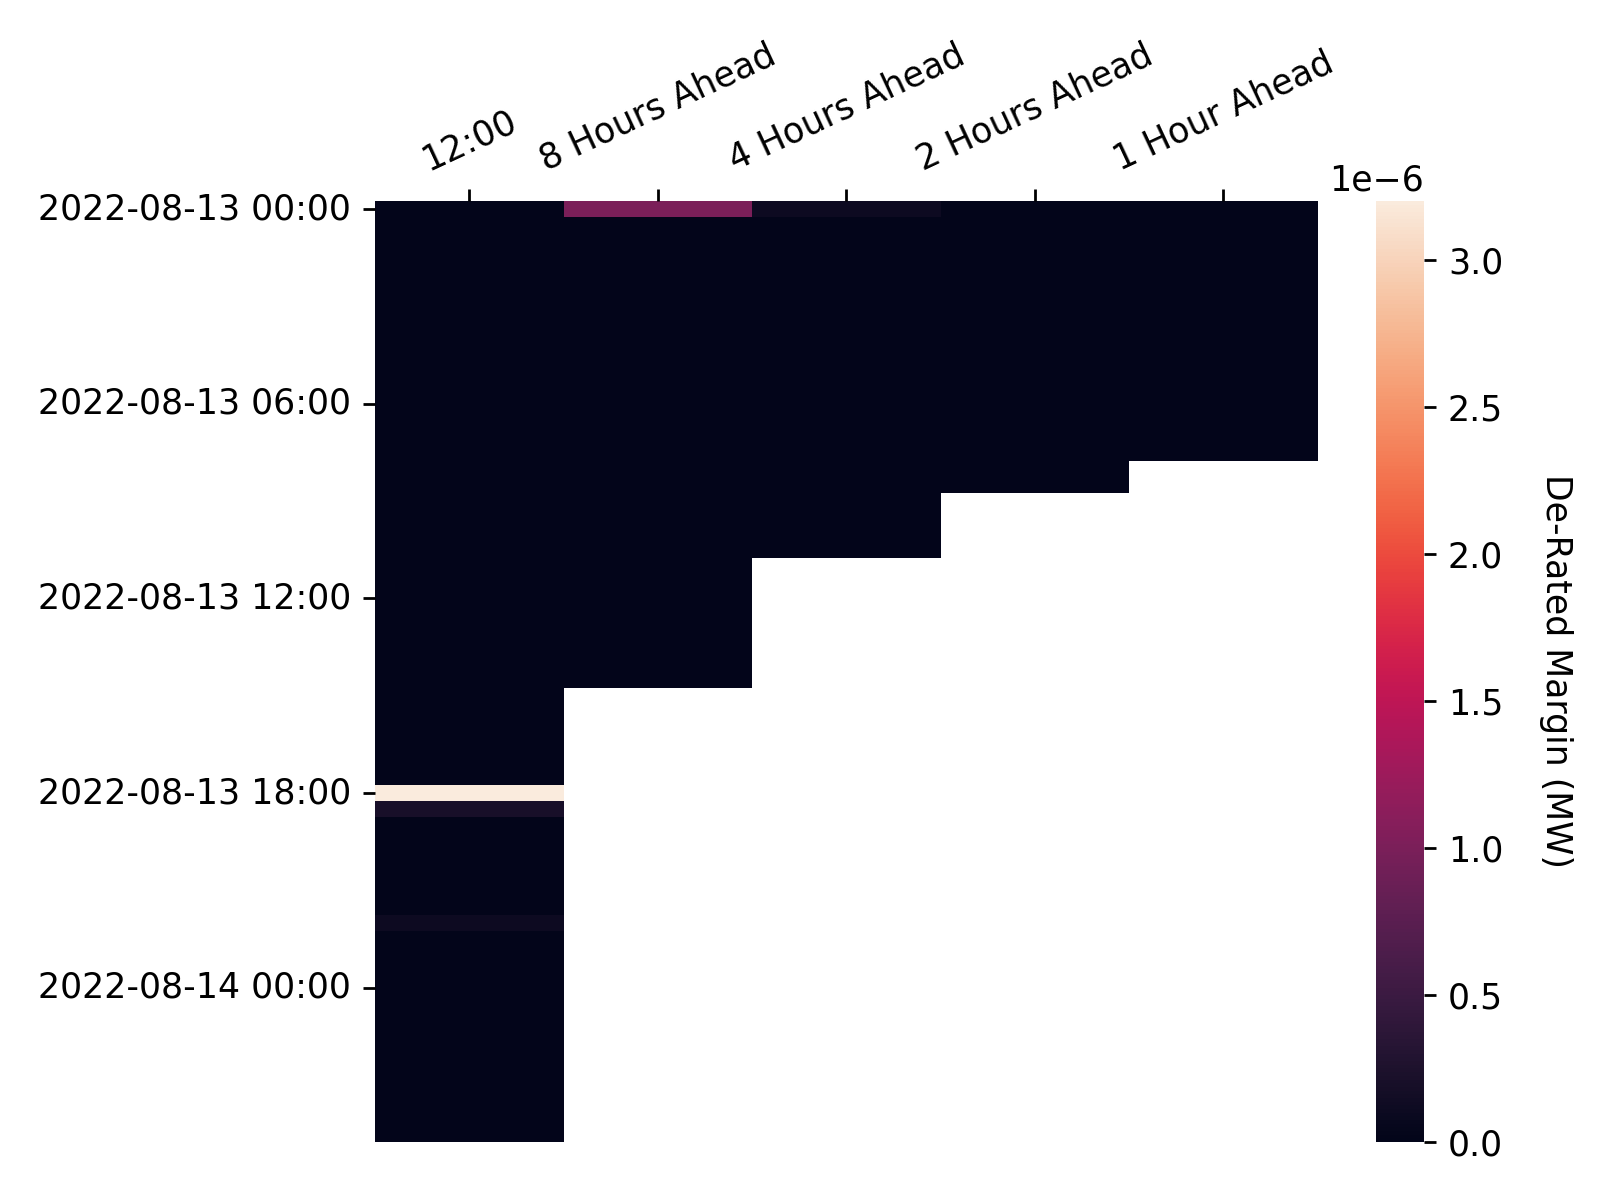 12:00
8 Hours Ahead
4 Hours Ahead
2 Hours Ahead
1 Hour Ahead
1e−6
2022-08-13 00:00
2022-08-13 06:00
2022-08-13 12:00
2022-08-13 18:00
2022-08-14 00:00
3.0
2.5
2.0
1.5
1.0
0.5
0.0
De-Rated Margin (MW)